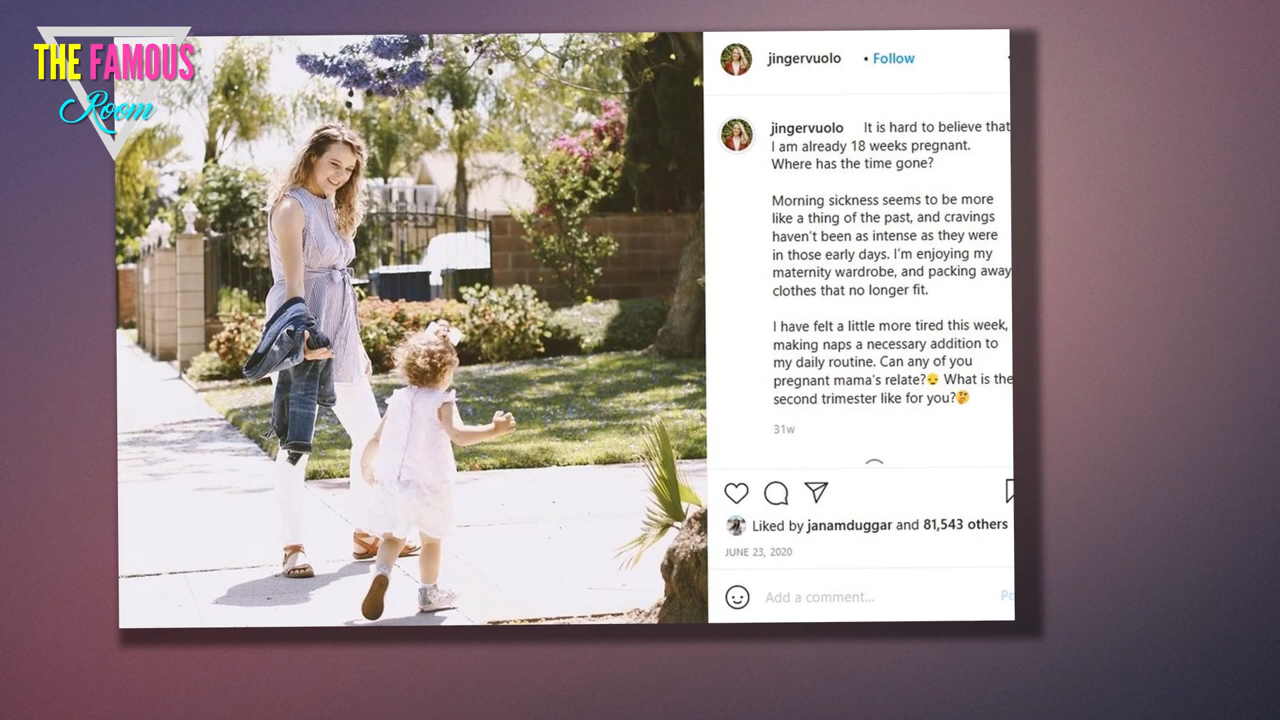 THE FAMOUS
Room
jingervuolo • Follow
jingervuolo It is hard to believe that
I am already 18 weeks pregnant.
Where has the time gone?
Morning sickness seems to be more
like a thing of the past, and cravings
haven't been as intense as they were
in those early days. I'm enjoying my
maternity wardrobe, and packing away
clothes that no longer fit.
I have felt a little more tired this week,
making naps a necessary addition to
my daily routine. Can any of you
pregnant mama's relate?😔 What is the
second trimester like for you?🤔
31w
Liked by janamduggar and 81,543 others
JUNE 23, 2020
Add a comment...